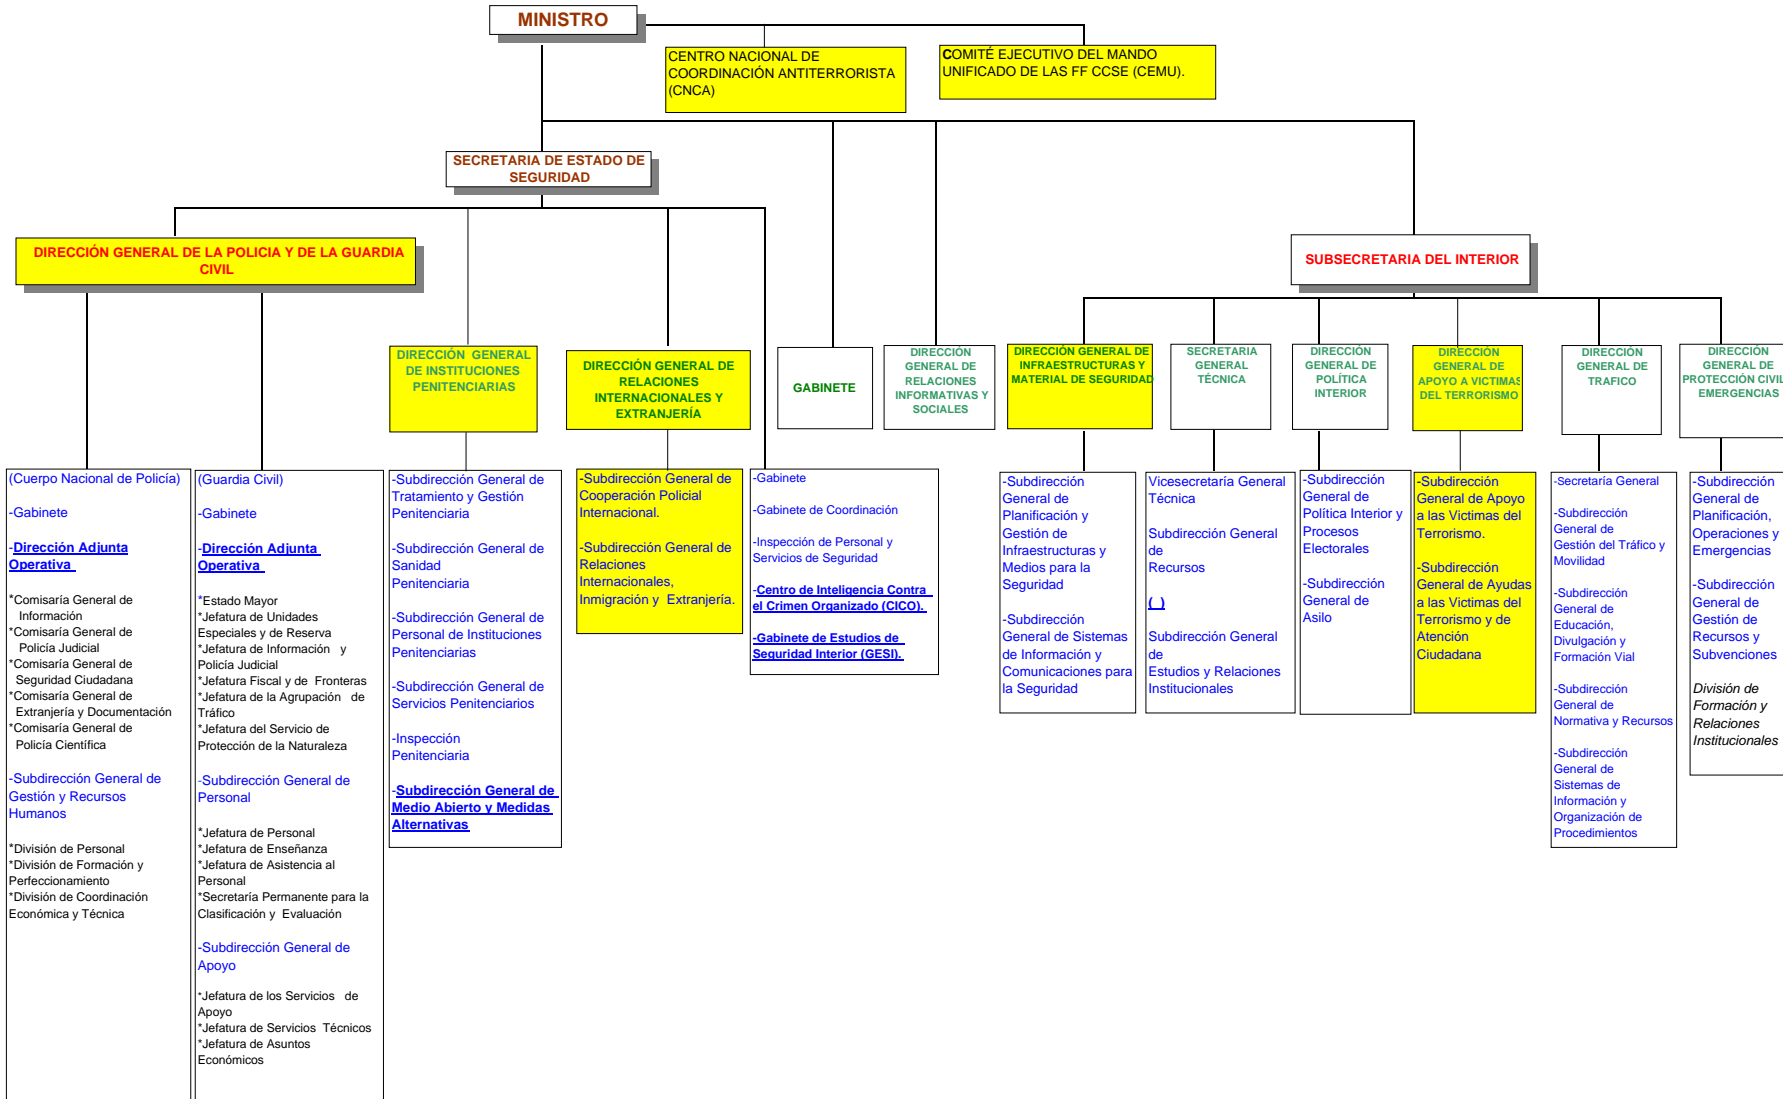 MINISTRO
CENTRO NACIONAL DE
COORDINACIÓN ANTITERRORISTA
(CNCA)
COMITÉ EJECUTIVO DEL MANDO
UNIFICADO DE LAS FF CCSE (CEMU).
SECRETARIA DE ESTADO DE
SEGURIDAD
DIRECCIÓN GENERAL DE LA POLICIA Y DE LA GUARDIA
CIVIL
SUBSECRETARIA DEL INTERIOR
DIRECCIÓN GENERAL
DE INSTITUCIONES
PENITENCIARIAS
DIRECCIÓN GENERAL DE
RELACIONES
INTERNACIONALES Y
EXTRANJERÍA
GABINETE
DIRECCIÓN
GENERAL DE
RELACIONES
INFORMATIVAS Y
SOCIALES
DIRECCIÓN GENERAL DE
INFRAESTRUCTURAS Y
MATERIAL DE SEGURIDAD
SECRETARIA
GENERAL
TÉCNICA
DIRECCIÓN
GENERAL DE
POLÍTICA
INTERIOR
DIRECCIÓN
GENERAL DE
APOYO A VICTIMAS
DEL TERRORISMO
DIRECCIÓN
GENERAL DE
TRAFICO
DIRECCIÓN
GENERAL DE
PROTECCIÓN CIVIL
EMERGENCIAS
(Cuerpo Nacional de Policía)
-Gabinete
-Dirección Adjunta
Operativa
*Comisaría General de
Información
*Comisaría General de
Policía Judicial
*Comisaría General de
Seguridad Ciudadana
*Comisaría General de
Extranjería y Documentación
*Comisaría General de
Policía Científica
-Subdirección General de
Gestión y Recursos
Humanos
*División de Personal
*División de Formación y
Perfeccionamiento
*División de Coordinación
Económica y Técnica
(Guardia Civil)
-Gabinete
-Dirección Adjunta
Operativa
*Estado Mayor
*Jefatura de Unidades
Especiales y de Reserva
*Jefatura de Información y
Policía Judicial
*Jefatura Fiscal y de Fronteras
*Jefatura de la Agrupación de
Tráfico
*Jefatura del Servicio de
Protección de la Naturaleza
-Subdirección General de
Personal
*Jefatura de Personal
*Jefatura de Enseñanza
*Jefatura de Asistencia al
Personal
*Secretaría Permanente para la
Clasificación y Evaluación
-Subdirección General de
Apoyo
*Jefatura de los Servicios de
Apoyo
*Jefatura de Servicios Técnicos
*Jefatura de Asuntos
Económicos
-Subdirección General de
Tratamiento y Gestión
Penitenciaria
-Subdirección General de
Sanidad
Penitenciaria
-Subdirección General de
Personal de Instituciones
Penitenciarias
-Subdirección General de
Servicios Penitenciarios
-Inspección
Penitenciaria
-Subdirección General de
Medio Abierto y Medidas
Alternativas
-Subdirección General de
Cooperación Policial
Internacional.
-Subdirección General de
Relaciones
Internacionales,
Inmigración y Extranjería.
-Gabinete
-Gabinete de Coordinación
-Inspección de Personal y
Servicios de Seguridad
-Centro de Inteligencia Contra
el Crimen Organizado (CICO).
-Gabinete de Estudios de
Seguridad Interior (GESI).
-Subdirección
General de
Planificación y
Gestión de
Infraestructuras y
Medios para la
Seguridad
-Subdirección
General de Sistemas
de Información y
Comunicaciones para
la Seguridad
Vicesecretaría General
Técnica
Subdirección General
de
Recursos
( )
Subdirección General
de
Estudios y Relaciones
Institucionales
-Subdirección
General de
Política Interior y
Procesos
Electorales
-Subdirección
General de
Asilo
-Subdirección
General de Apoyo
a las Victimas del
Terrorismo.
-Subdirección
General de Ayudas
a las Victimas del
Terrorismo y de
Atención
Ciudadana
-Secretaría General
-Subdirección
General de
Gestión del Tráfico y
Movilidad
-Subdirección
General de
Educación,
Divulgación y
Formación Vial
-Subdirección
General de
Normativa y Recursos
-Subdirección
General de
Sistemas de
Información y
Organización de
Procedimientos
-Subdirección
General de
Planificación,
Operaciones y
Emergencias
-Subdirección
General de
Gestión de
Recursos y
Subvenciones
División de
Formación y
Relaciones
Institucionales